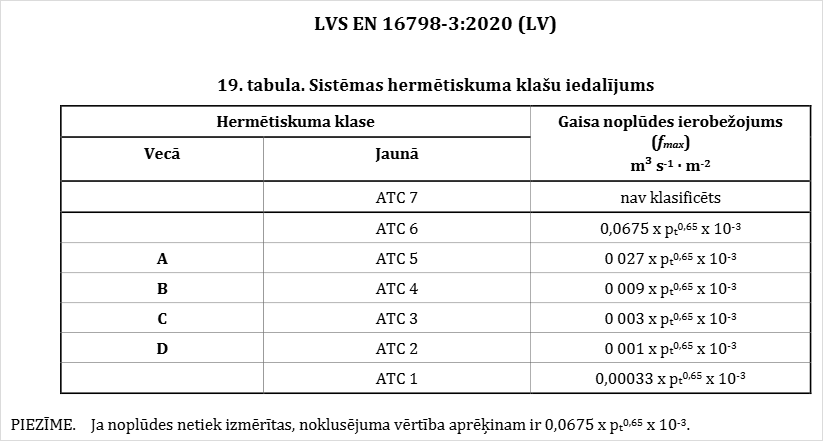 LVS EN 16798-3:2020 (LV)
19. tabula. Sistēmas hermētiskuma klašu iedalījums
Hermētiskuma klase
Gaisa noplūdes ierobežojums
(fmax)
m³ s⁻¹ · m⁻²
Vecā Jaunā
ATC 7 nav klasificēts
ATC 6 0,0675 x pt⁰,⁶⁵ x 10⁻³
A ATC 5 0 027 x pt⁰,⁶⁵ x 10⁻³
B ATC 4 0 009 x pt⁰,⁶⁵ x 10⁻³
C ATC 3 0 003 x pt⁰,⁶⁵ x 10⁻³
D ATC 2 0 001 x pt⁰,⁶⁵ x 10⁻³
ATC 1 0,00033 x pt⁰,⁶⁵ x 10⁻³
PIEZĪME. Ja noplūdes netiek izmērītas, noklusējuma vērtība aprēķinam ir 0,0675 x pt⁰,⁶⁵ x 10⁻³.